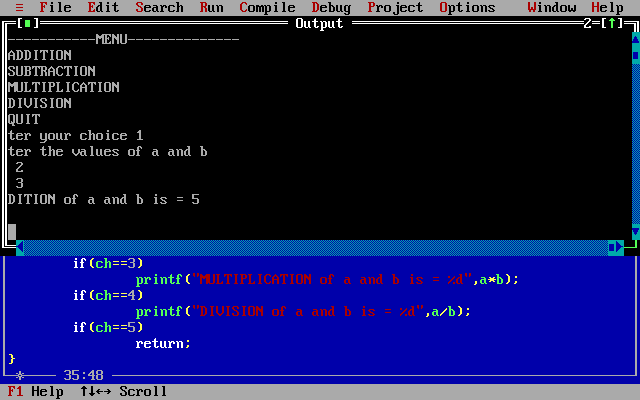 ≡ File Edit Search Run Compile Debug Project Options Window Help
[■] Output 2=[↑]
-----------MENU--------------
ADDITION
SUBTRACTION
MULTIPLICATION
DIVISION
QUIT
ter your choice 1
ter the values of a and b
2
3
DITION of a and b is = 5
if(ch==3)
printf("MULTIPLICATION of a and b is = %d",a*b);
if(ch==4)
printf("DIVISION of a and b is = %d",a/b);
if(ch==5)
return;
}
* 35:48
F1 Help ↑↓←→ Scroll